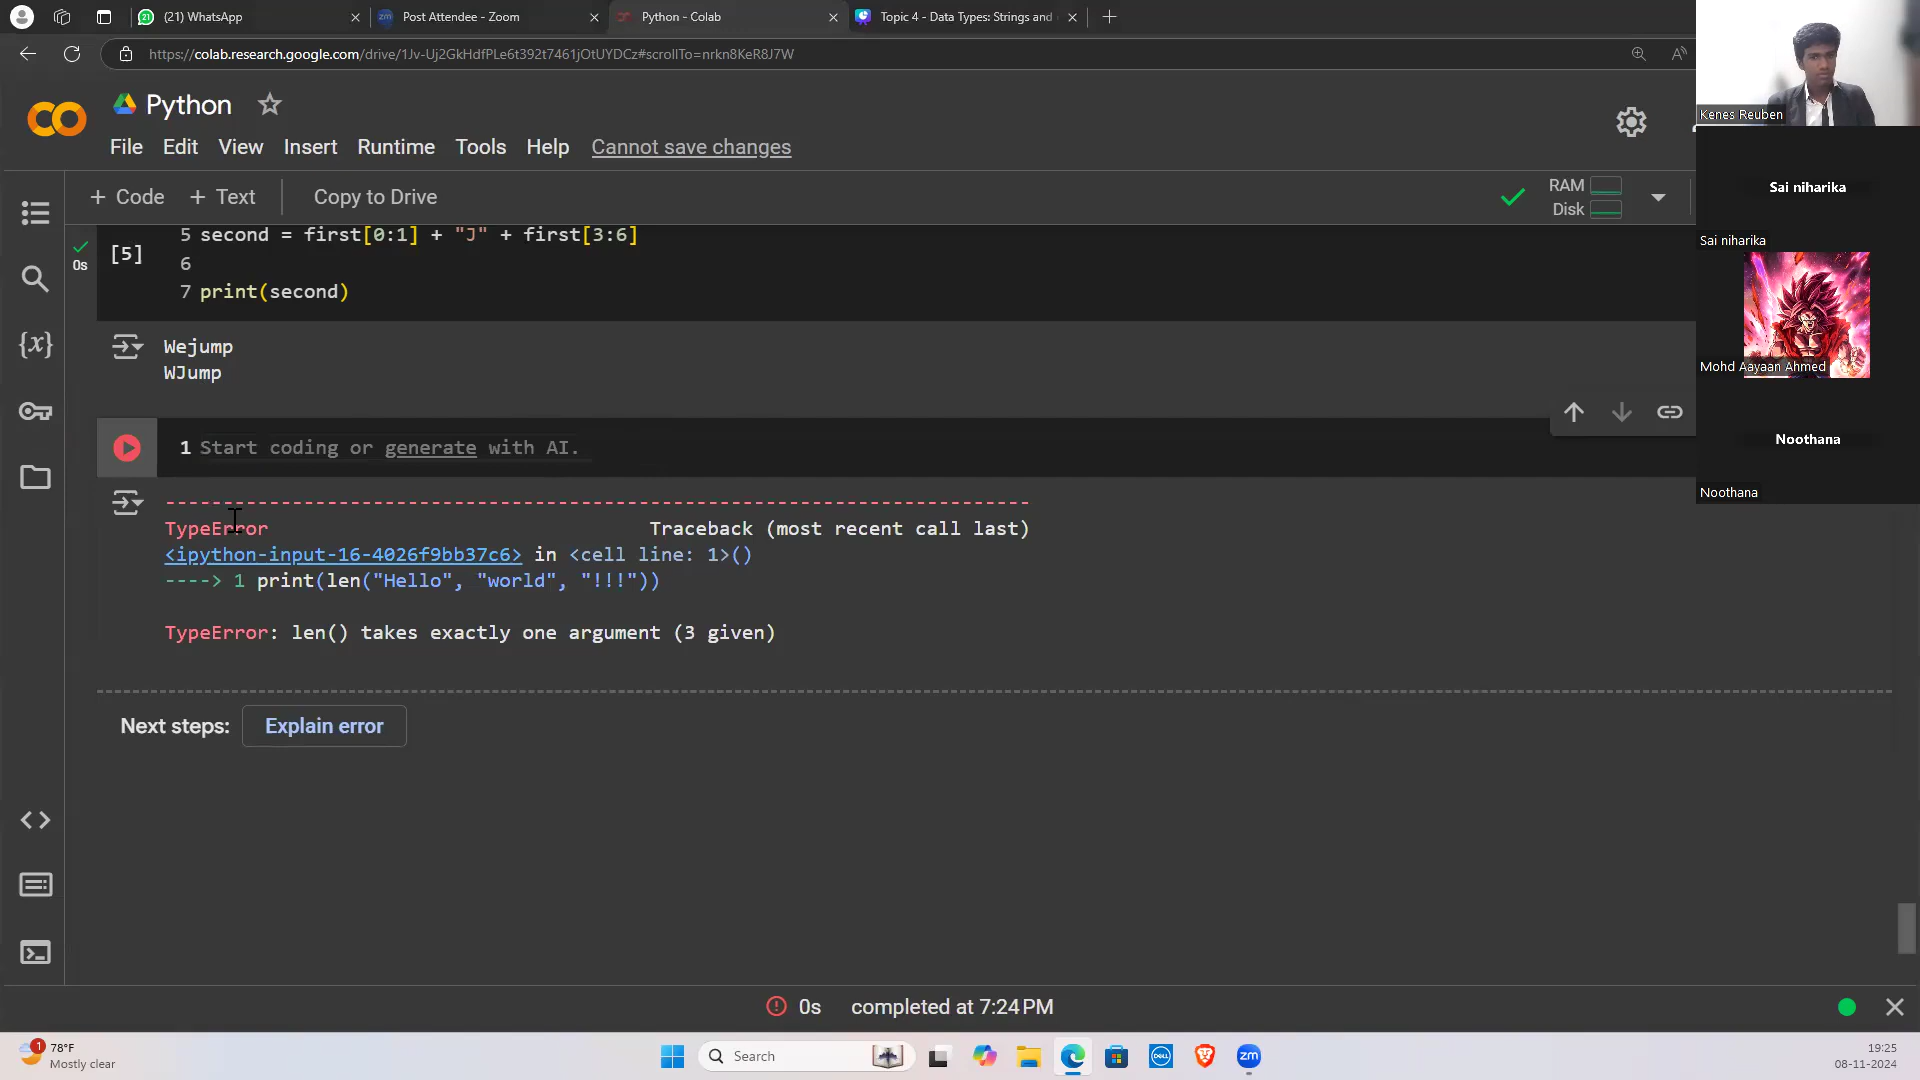 (21) WhatsApp
Post Attendee - Zoom
Python - Colab
Topic 4 - Data Types: Strings and
https://colab.research.google.com/drive/1Jv-Uj2GkHdfPLe6t392t7461jOtUYDCz#scrollTo=nrkn8KeR8J7W
Python
File Edit View Insert Runtime Tools Help Cannot save changes
+ Code + Text Copy to Drive
RAM
Disk
5 second = first[0:1] + "J" + first[3:6]
0s [5]
6
7 print(second)
Wejump
WJump
1 Start coding or generate with AI.
{x}
---------------------------------------------------------------------------
TypeError Traceback (most recent call last)
<ipython-input-16-4026f9bb37c6> in <cell line: 1>()
----> 1 print(len("Hello", "world", "!!!"))
TypeError: len() takes exactly one argument (3 given)
Next steps: Explain error
0s completed at 7:24 PM
Kenes Reuben
Sai niharika
Sai niharika
Mohd Aayaan Ahmed
Noothana
Noothana
1
78°F
Mostly clear
Search
DELL
zm
19:25
08-11-2024